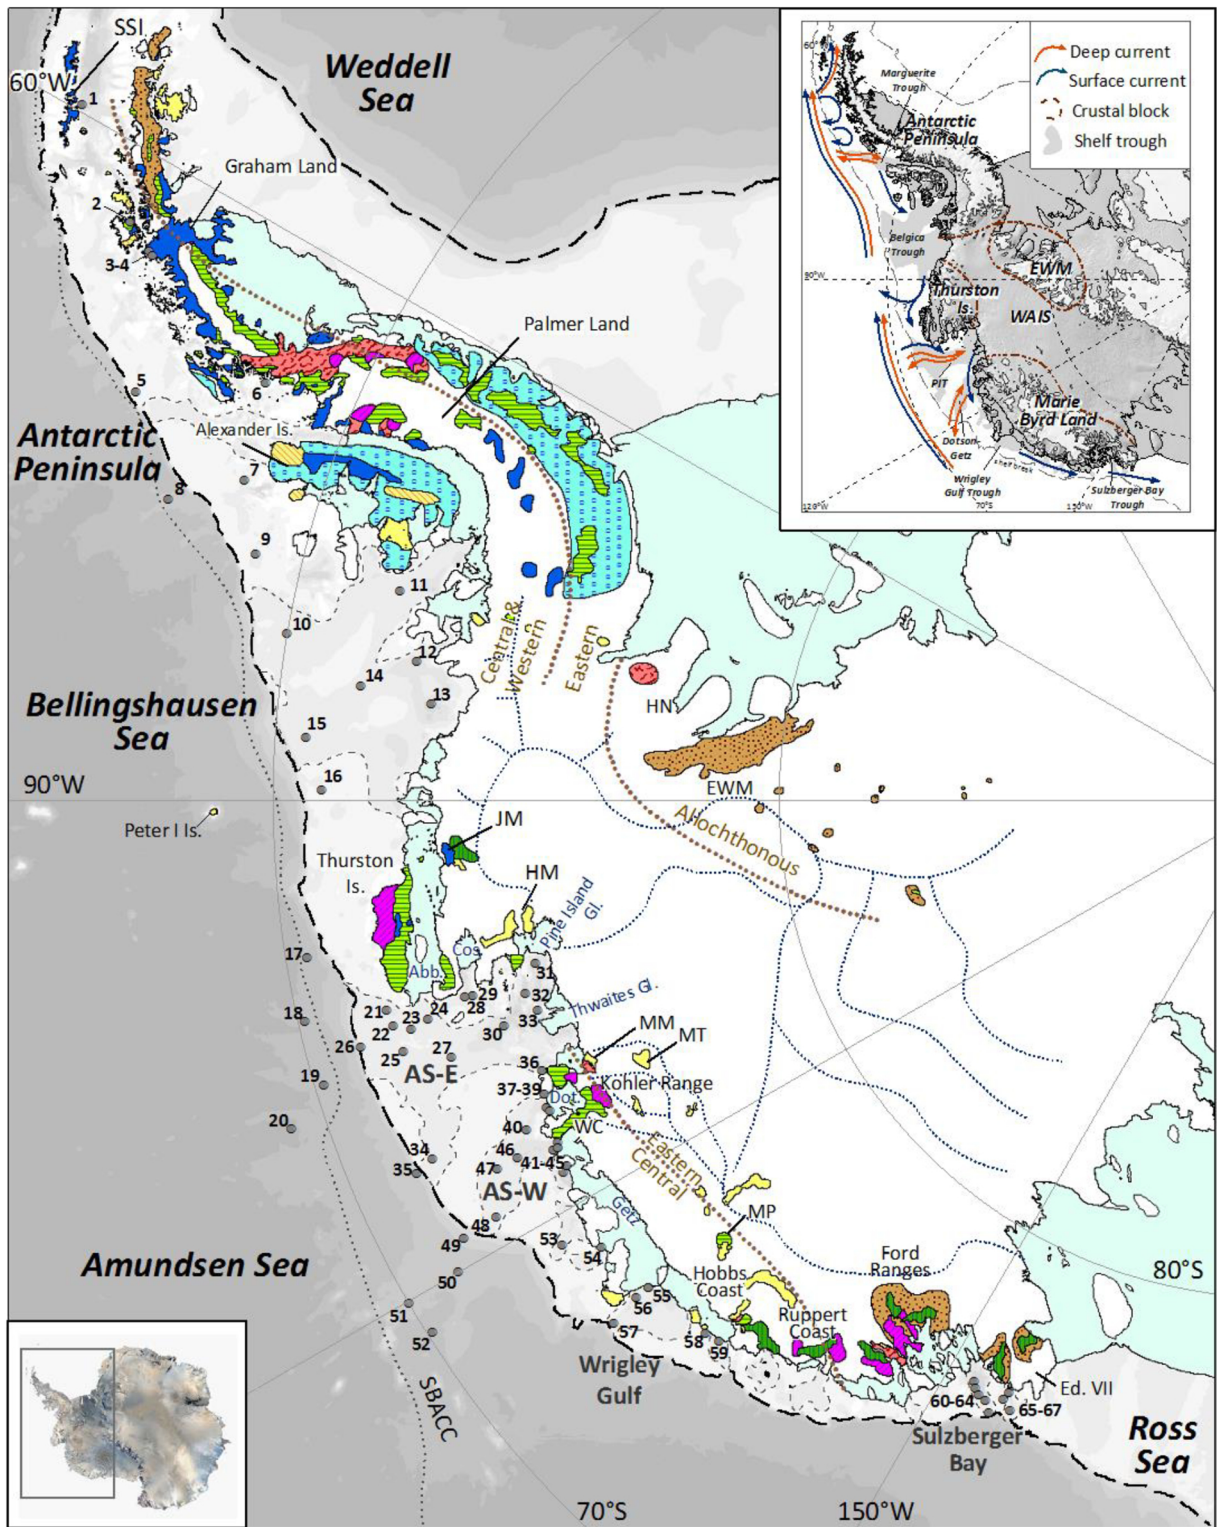 SSI
60°W
1
Weddell
Sea
Graham Land
2
3-4
Palmer Land
5
6
Antarctic
Peninsula
Alexander Is.
7
8
9
10
11
12
13
14
15
16
Central &
Western
Eastern
HN
Bellingshausen
Sea
90°W
EWM
Allochthonous
Peter I Is.
JM
Thurston
Is.
HM
Pine Island
Gl.
Cos.
Abb.
17
18
19
20
21
22
23
24
25
26
27
28
29
30
31
32
33
Thwaites Gl.
AS-E
MM
MT
36
37-39
Dot.
Kohler Range
WC
40
34
35
46
47
41-45
AS-W
Eastern
Central
Getz
48
49
50
51
52
53
54
55
56
57
58
59
MP
Amundsen Sea
Hobbs
Coast
Ruppert
Coast
Ford
Ranges
80°S
Wrigley
Gulf
SBACC
60-64
65-67
Ed. VII
Sulzberger
Bay
Ross
Sea
70°S
150°W
Deep current
Surface current
Crustal block
Shelf trough
60°W
Marguerite
Trough
Antarctic
Peninsula
Belgica
Trough
90°W
EWM
Thurston
Is.
WAIS
?
PIT
Marie
Byrd Land
Dotson-
Getz
shelf break
Wrigley
Gulf Trough
Sulzberger Bay
Trough
120°W
70°S
150°W